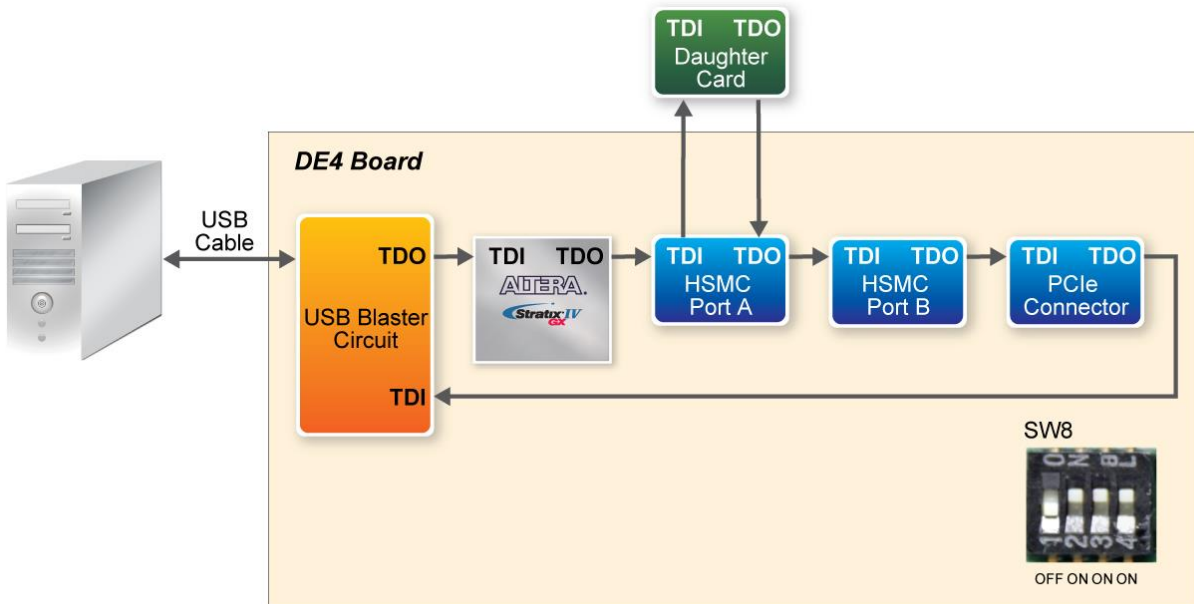 TDI TDO
Daughter
Card
DE4 Board
USB
Cable
TDO
USB Blaster
Circuit
TDI
TDI TDO
ALTERA.
Stratix IV
GX
TDI TDO
HSMC
Port A
TDI TDO
HSMC
Port B
TDI TDO
PCIe
Connector
SW8
1 2 3 4
OFF ON ON ON